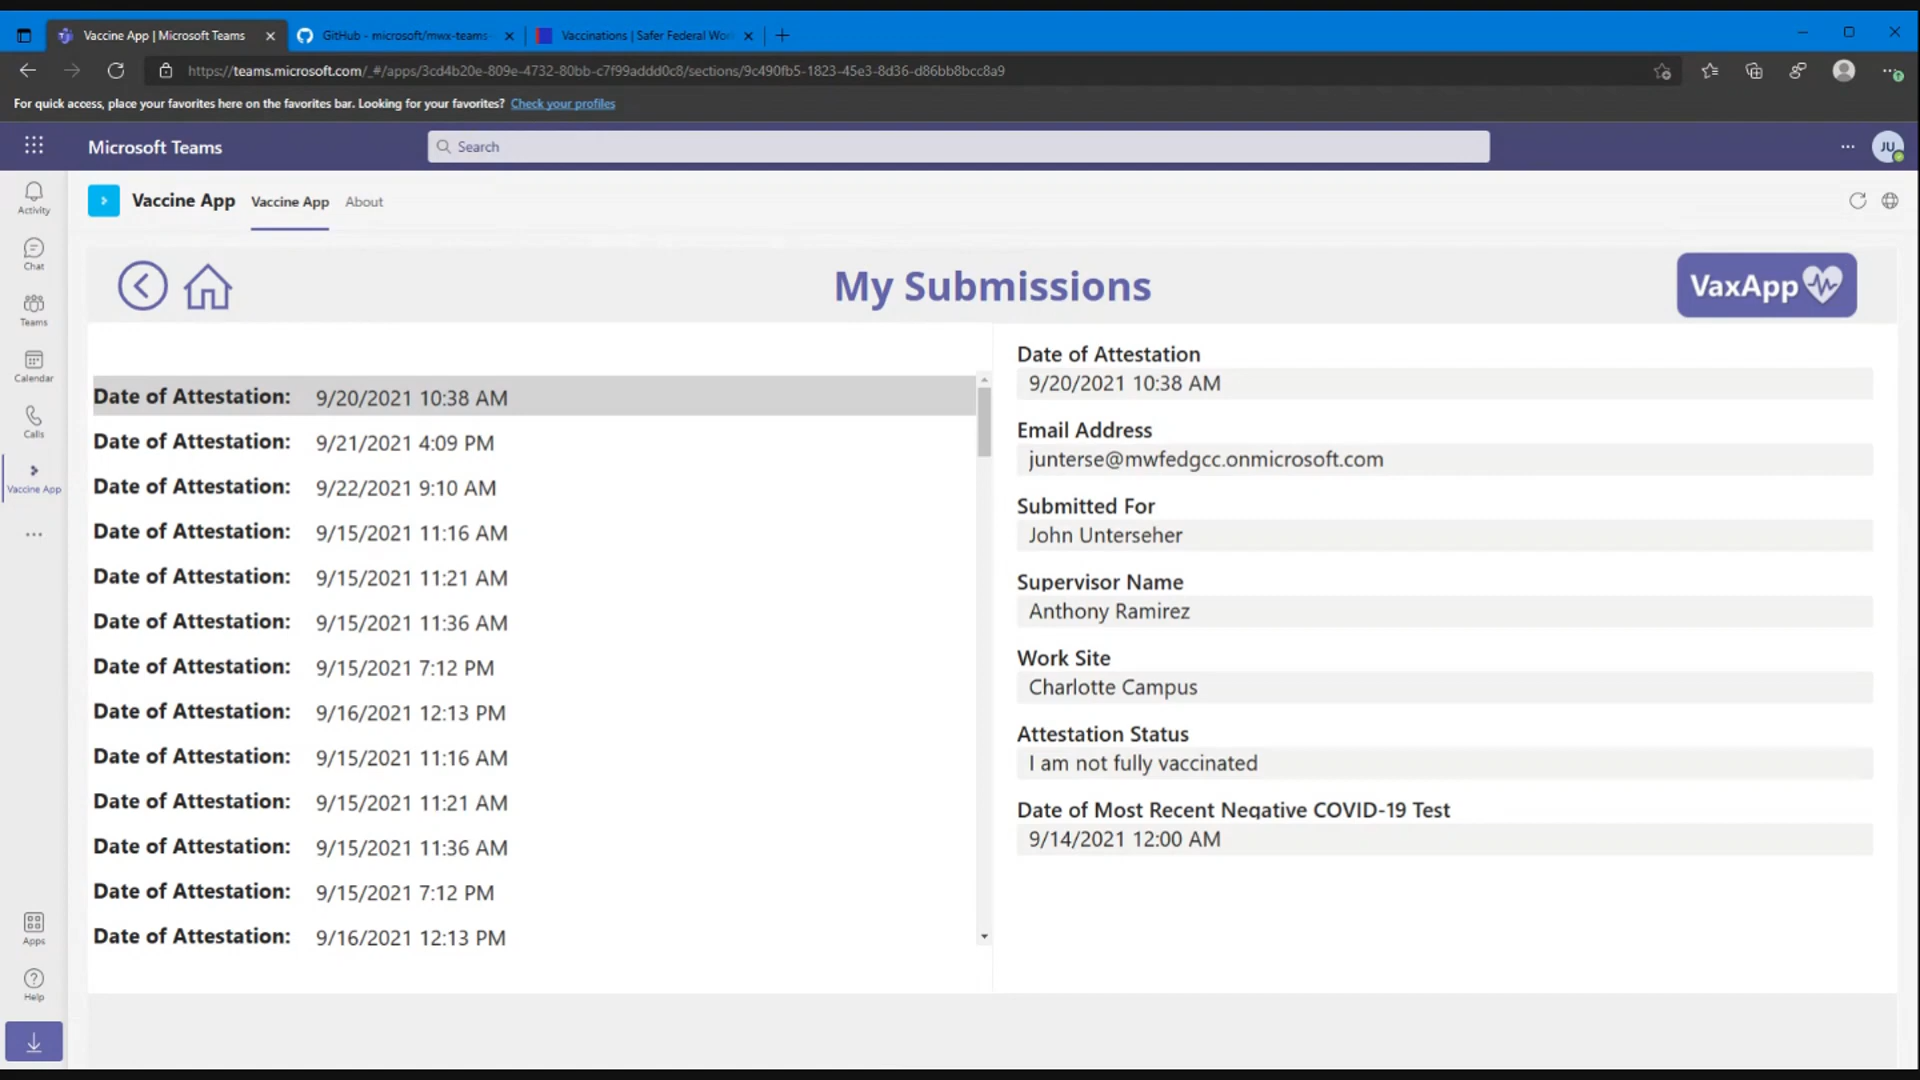 Vaccine App | Microsoft Teams
GitHub - microsoft/mwx-teams-
Vaccinations | Safer Federal Wor
https://teams.microsoft.com/_#/apps/3cd4b20e-809e-4732-80bb-c7f99addd0c8/sections/9c490fb5-1823-45e3-8d36-d86bb8bcc8a9
For quick access, place your favorites here on the favorites bar. Looking for your favorites? Check your profiles
Microsoft Teams
Search
JU
Activity
Chat
Teams
Calendar
Calls
Vaccine App
Apps
Help
Vaccine App Vaccine App About
My Submissions
VaxApp
Date of Attestation: 9/20/2021 10:38 AM
Date of Attestation: 9/21/2021 4:09 PM
Date of Attestation: 9/22/2021 9:10 AM
Date of Attestation: 9/15/2021 11:16 AM
Date of Attestation: 9/15/2021 11:21 AM
Date of Attestation: 9/15/2021 11:36 AM
Date of Attestation: 9/15/2021 7:12 PM
Date of Attestation: 9/16/2021 12:13 PM
Date of Attestation: 9/15/2021 11:16 AM
Date of Attestation: 9/15/2021 11:21 AM
Date of Attestation: 9/15/2021 11:36 AM
Date of Attestation: 9/15/2021 7:12 PM
Date of Attestation: 9/16/2021 12:13 PM
Date of Attestation
9/20/2021 10:38 AM
Email Address
junterse@mwfedgcc.onmicrosoft.com
Submitted For
John Unterseher
Supervisor Name
Anthony Ramirez
Work Site
Charlotte Campus
Attestation Status
I am not fully vaccinated
Date of Most Recent Negative COVID-19 Test
9/14/2021 12:00 AM